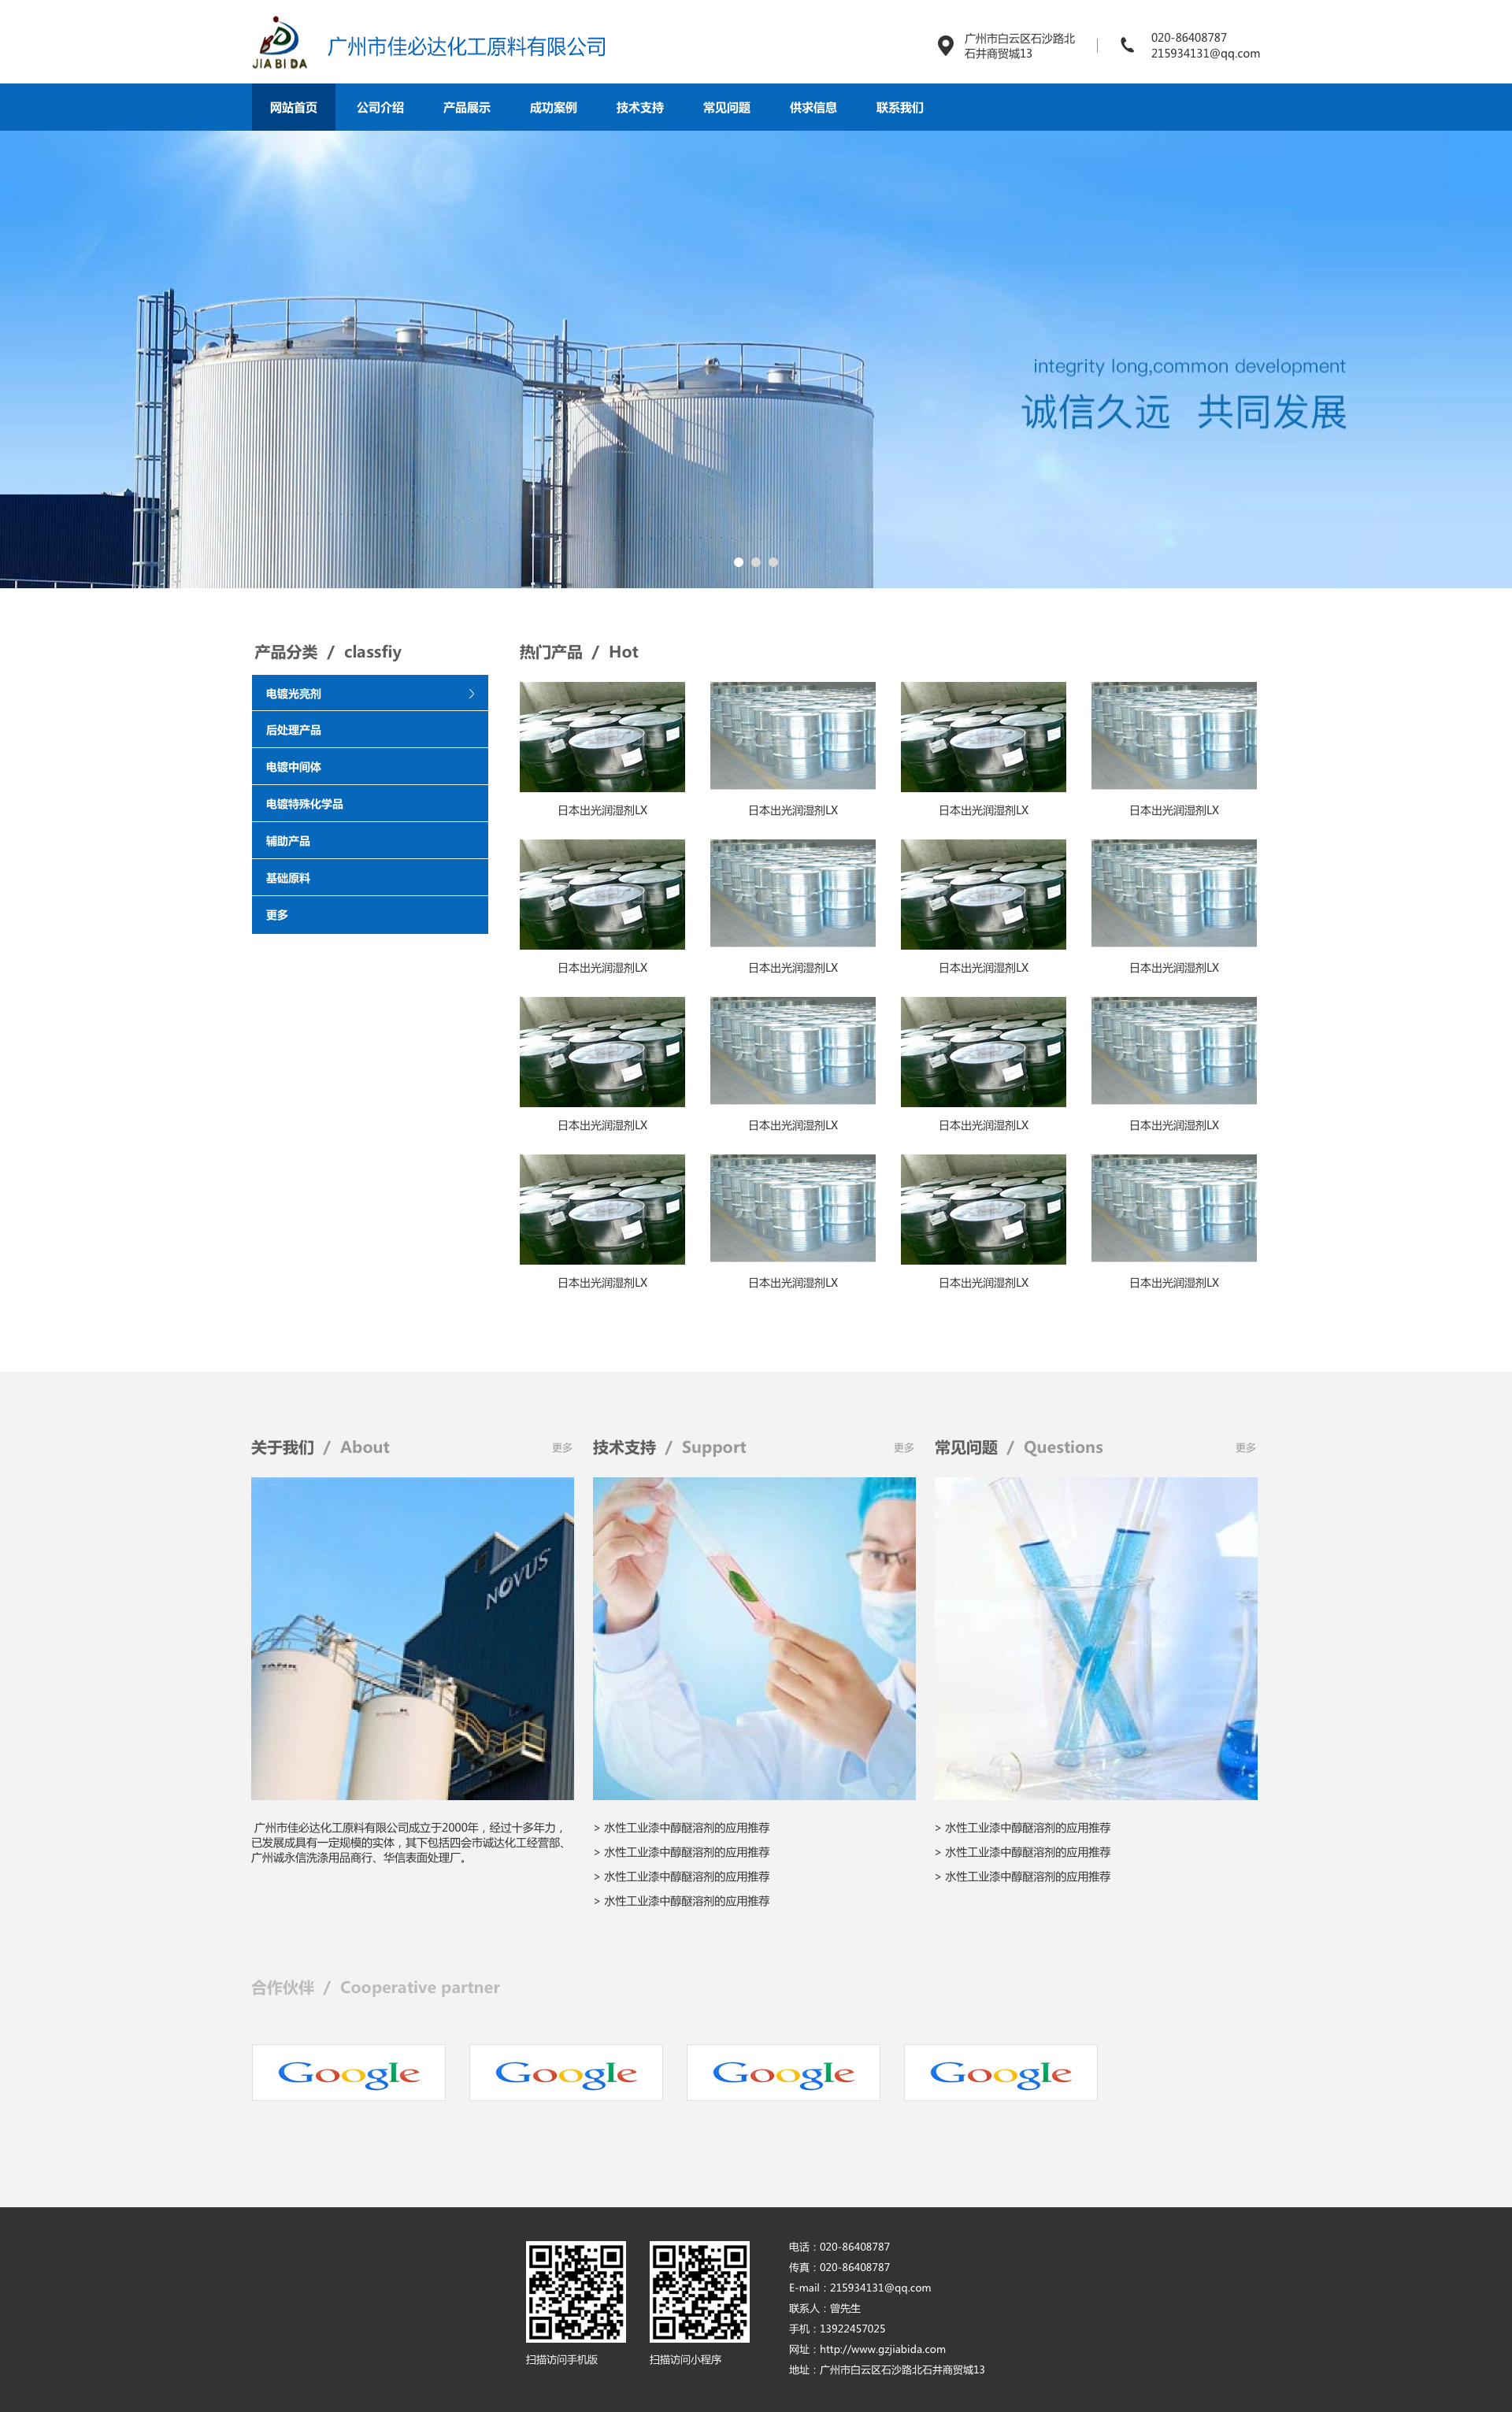 JIABIDA
广州市佳必达化工原料有限公司
广州市白云区石沙路北
石井商贸城13
020-86408787
215934131@qq.com
网站首页 公司介绍 产品展示 成功案例 技术支持 常见问题 供求信息 联系我们
integrity long,common development
诚信久远 共同发展
产品分类 / classfiy
电镀光亮剂
后处理产品
电镀中间体
电镀特殊化学品
辅助产品
基础原料
更多
热门产品 / Hot
日本出光润湿剂LX 日本出光润湿剂LX 日本出光润湿剂LX 日本出光润湿剂LX
日本出光润湿剂LX 日本出光润湿剂LX 日本出光润湿剂LX 日本出光润湿剂LX
日本出光润湿剂LX 日本出光润湿剂LX 日本出光润湿剂LX 日本出光润湿剂LX
日本出光润湿剂LX 日本出光润湿剂LX 日本出光润湿剂LX 日本出光润湿剂LX
关于我们 / About 更多
NOVUS
TANK
广州市佳必达化工原料有限公司成立于2000年，经过十多年力，
已发展成具有一定规模的实体，其下包括四会市诚达化工经营部、
广州诚永信洗涤用品商行、华信表面处理厂。
技术支持 / Support 更多
> 水性工业漆中醇醚溶剂的应用推荐
> 水性工业漆中醇醚溶剂的应用推荐
> 水性工业漆中醇醚溶剂的应用推荐
> 水性工业漆中醇醚溶剂的应用推荐
常见问题 / Questions 更多
> 水性工业漆中醇醚溶剂的应用推荐
> 水性工业漆中醇醚溶剂的应用推荐
> 水性工业漆中醇醚溶剂的应用推荐
合作伙伴 / Cooperative partner
Google Google Google Google
扫描访问手机版
扫描访问小程序
电话：020-86408787
传真：020-86408787
E-mail：215934131@qq.com
联系人：曾先生
手机：13922457025
网址：http://www.gzjiabida.com
地址：广州市白云区石沙路北石井商贸城13